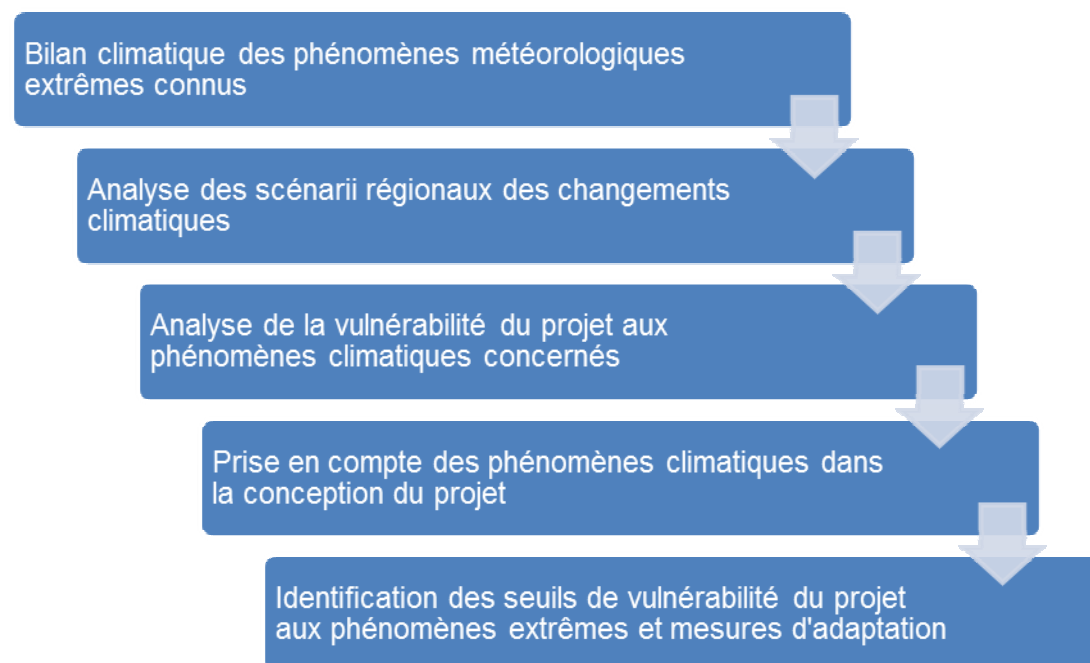 Bilan climatique des phénomènes météorologiques
extrêmes connus
Analyse des scénarii régionaux des changements
climatiques
Analyse de la vulnérabilité du projet aux
phénomènes climatiques concernés
Prise en compte des phénomènes climatiques dans
la conception du projet
Identification des seuils de vulnérabilité du projet
aux phénomènes extrêmes et mesures d'adaptation